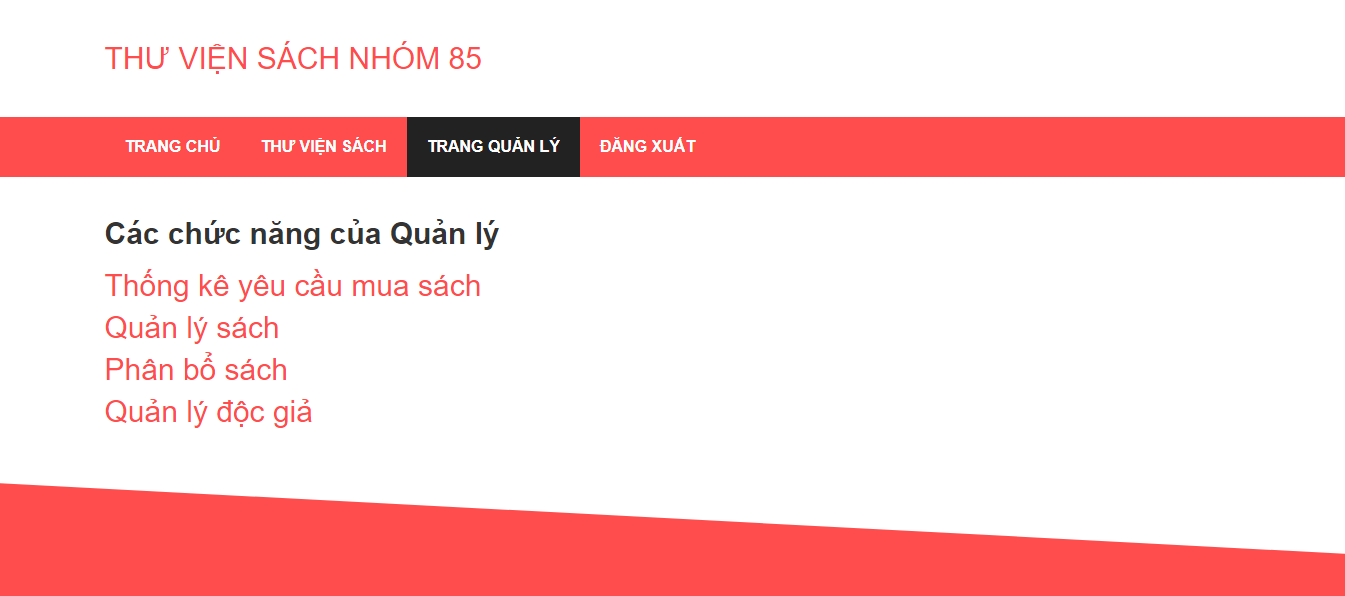 THƯ VIỆN SÁCH NHÓM 85
TRANG CHỦ THƯ VIỆN SÁCH TRANG QUẢN LÝ ĐĂNG XUẤT
Các chức năng của Quản lý
Thống kê yêu cầu mua sách
Quản lý sách
Phân bổ sách
Quản lý độc giả